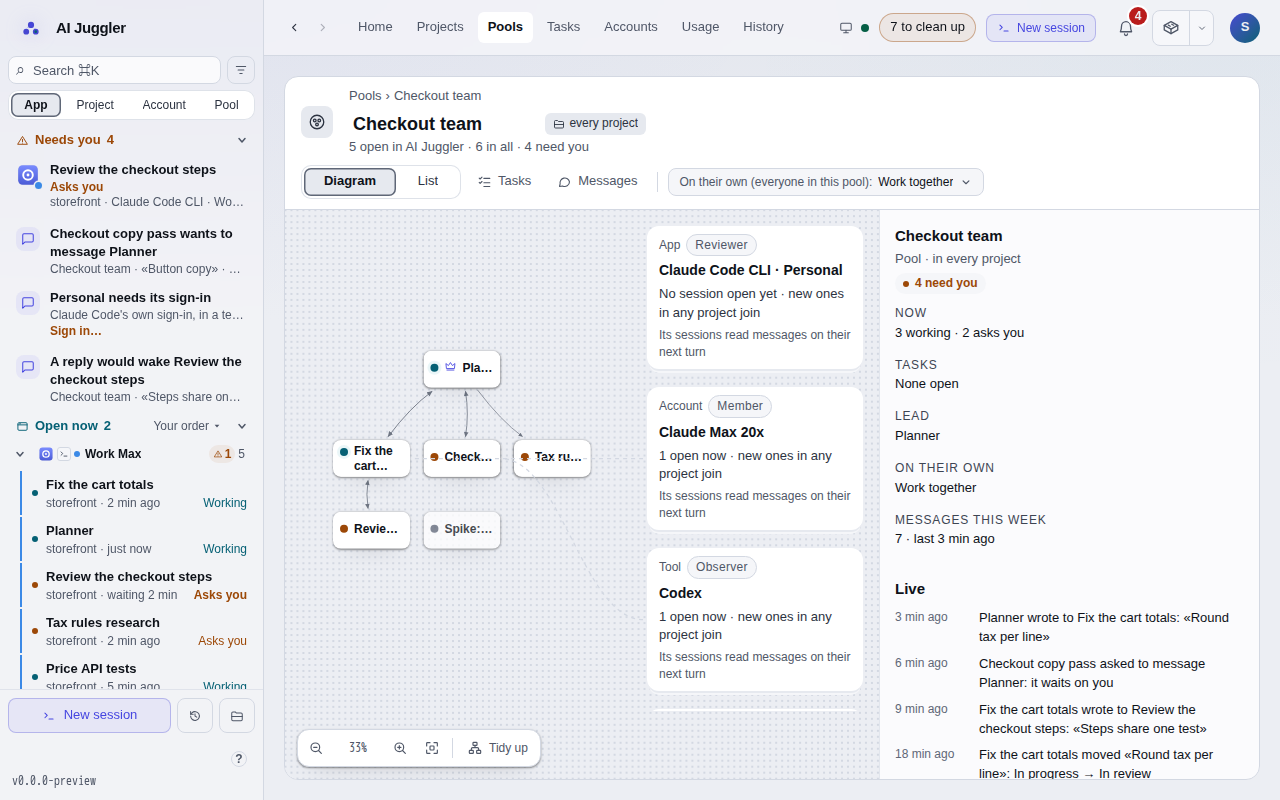 AI Juggler
Search ⌘K
App
Project
Account
Pool
Needs you 4
Review the checkout steps
Asks you
storefront · Claude Code CLI · Wo…
Checkout copy pass wants to
message Planner
Checkout team · «Button copy» · …
Personal needs its sign-in
Claude Code's own sign-in, in a te…
Sign in…
A reply would wake Review the
checkout steps
Checkout team · «Steps share on…
Open now 2
Your order
Work Max
1 5
Fix the cart totals
storefront · 2 min ago
Working
Planner
storefront · just now
Working
Review the checkout steps
storefront · waiting 2 min
Asks you
Tax rules research
storefront · 2 min ago
Asks you
Price API tests
storefront · 5 min ago
Working
New session
?
v0.0.0-preview
Home
Projects
Pools
Tasks
Accounts
Usage
History
7 to clean up
New session
4
S
Pools › Checkout team
Checkout team
every project
5 open in AI Juggler · 6 in all · 4 need you
Diagram
List
Tasks
Messages
On their own (everyone in this pool): Work together
Pla…
Fix the
cart…
Check…
Tax ru…
Revie…
Spike:…
App Reviewer
Claude Code CLI · Personal
No session open yet · new ones
in any project join
Its sessions read messages on their
next turn
Account Member
Claude Max 20x
1 open now · new ones in any
project join
Its sessions read messages on their
next turn
Tool Observer
Codex
1 open now · new ones in any
project join
Its sessions read messages on their
next turn
33%
Tidy up
Checkout team
Pool · in every project
4 need you
NOW
3 working · 2 asks you
TASKS
None open
LEAD
Planner
ON THEIR OWN
Work together
MESSAGES THIS WEEK
7 · last 3 min ago
Live
3 min ago
Planner wrote to Fix the cart totals: «Round
tax per line»
6 min ago
Checkout copy pass asked to message
Planner: it waits on you
9 min ago
Fix the cart totals wrote to Review the
checkout steps: «Steps share one test»
18 min ago
Fix the cart totals moved «Round tax per
line»: In progress → In review